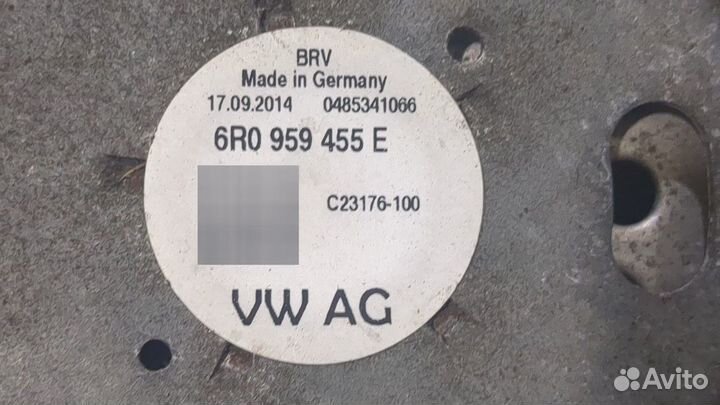 BRV
Made in Germany
17.09.2014 0485341066
6R0 959 455 E
C23176-100
VW AG
Avito